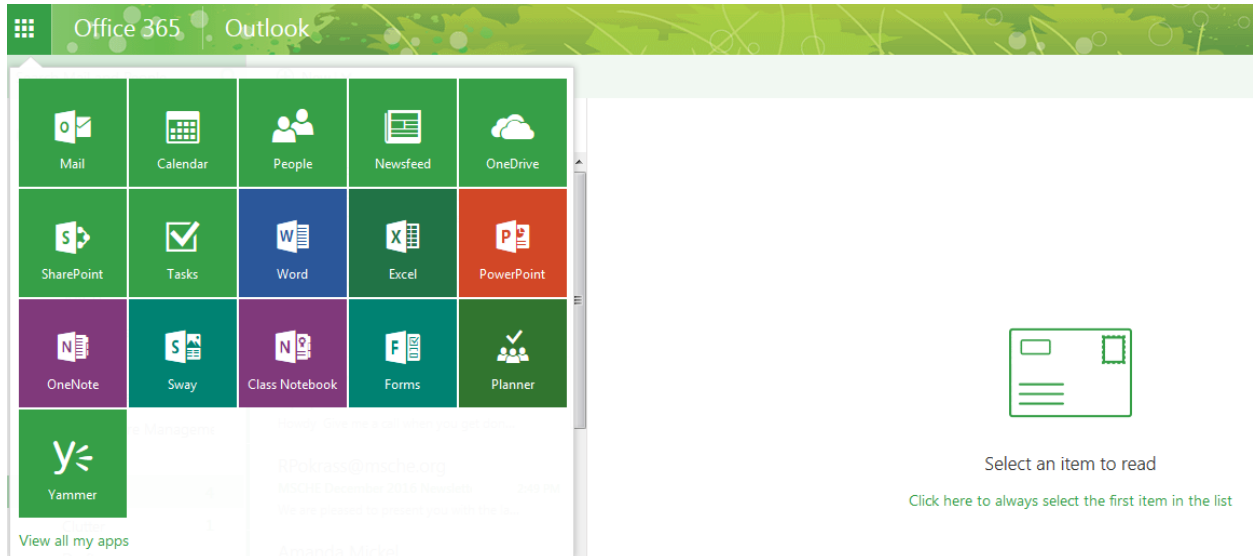 Office 365 Outlook
Mail Calendar People Newsfeed OneDrive
SharePoint Tasks Word Excel PowerPoint
OneNote Sway Class Notebook Forms Planner
Yammer
View all my apps
RPokrass@msche.org
Amanda Mickel
Select an item to read
Click here to always select the first item in the list